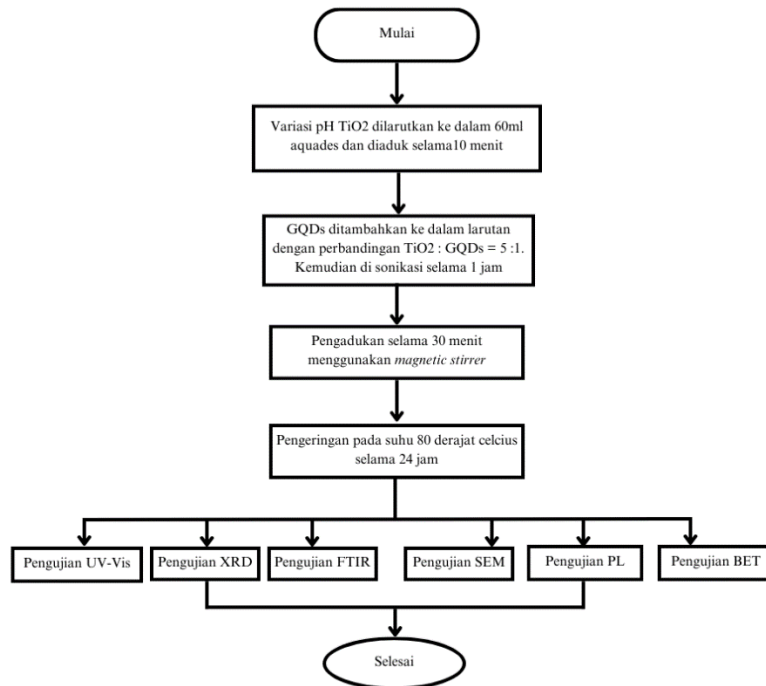 Mulai
Variasi pH TiO2 dilarutkan ke dalam 60ml
aquades dan diaduk selama10 menit
GQDs ditambahkan ke dalam larutan
dengan perbandingan TiO2 : GQDs = 5 :1.
Kemudian di sonikasi selama 1 jam
Pengadukan selama 30 menit
menggunakan magnetic stirrer
Pengeringan pada suhu 80 derajat celcius
selama 24 jam
Pengujian UV-Vis
Pengujian XRD
Pengujian FTIR
Pengujian SEM
Pengujian PL
Pengujian BET
Selesai